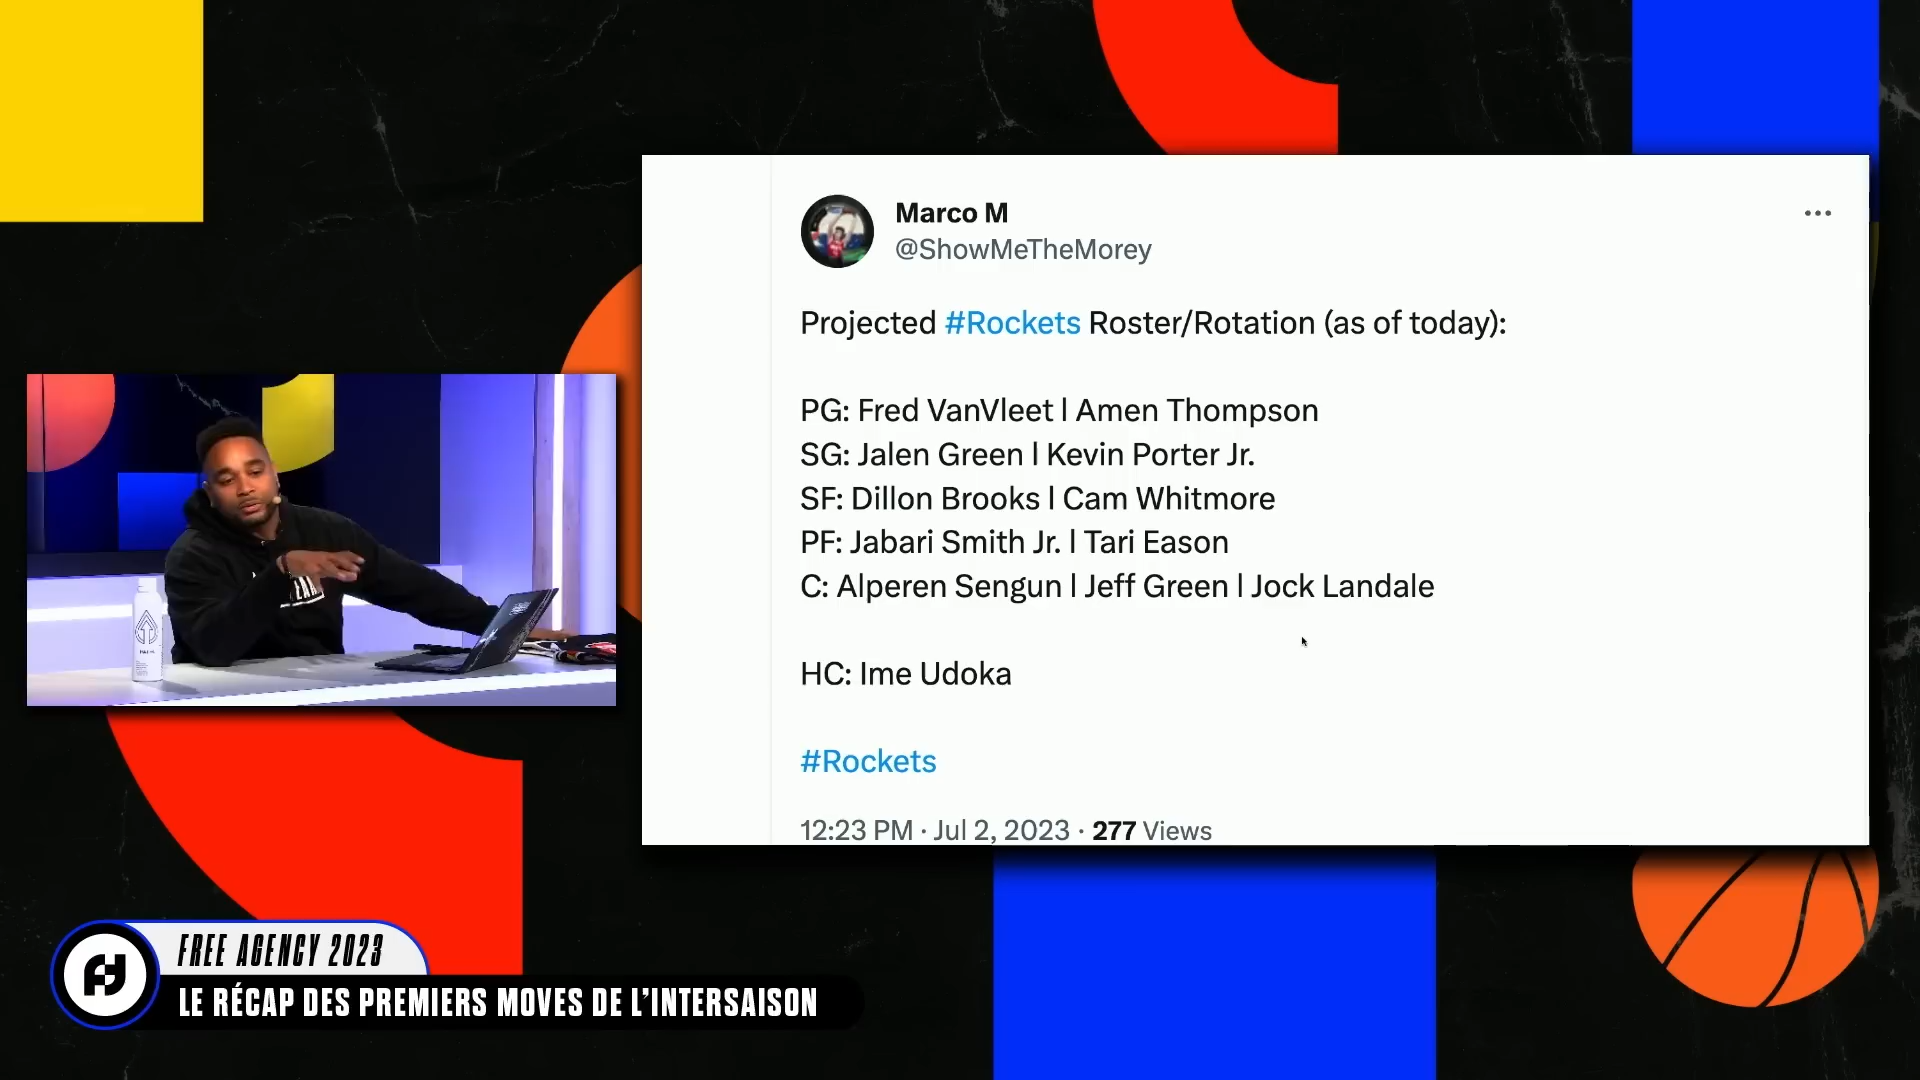 Marco M
@ShowMeTheMorey
Projected #Rockets Roster/Rotation (as of today):
PG: Fred VanVleet l Amen Thompson
SG: Jalen Green l Kevin Porter Jr.
SF: Dillon Brooks l Cam Whitmore
PF: Jabari Smith Jr. l Tari Eason
C: Alperen Sengun l Jeff Green l Jock Landale
HC: Ime Udoka
#Rockets
12:23 PM · Jul 2, 2023 · 277 Views
FREE AGENCY 2023
LE RÉCAP DES PREMIERS MOVES DE L'INTERSAISON